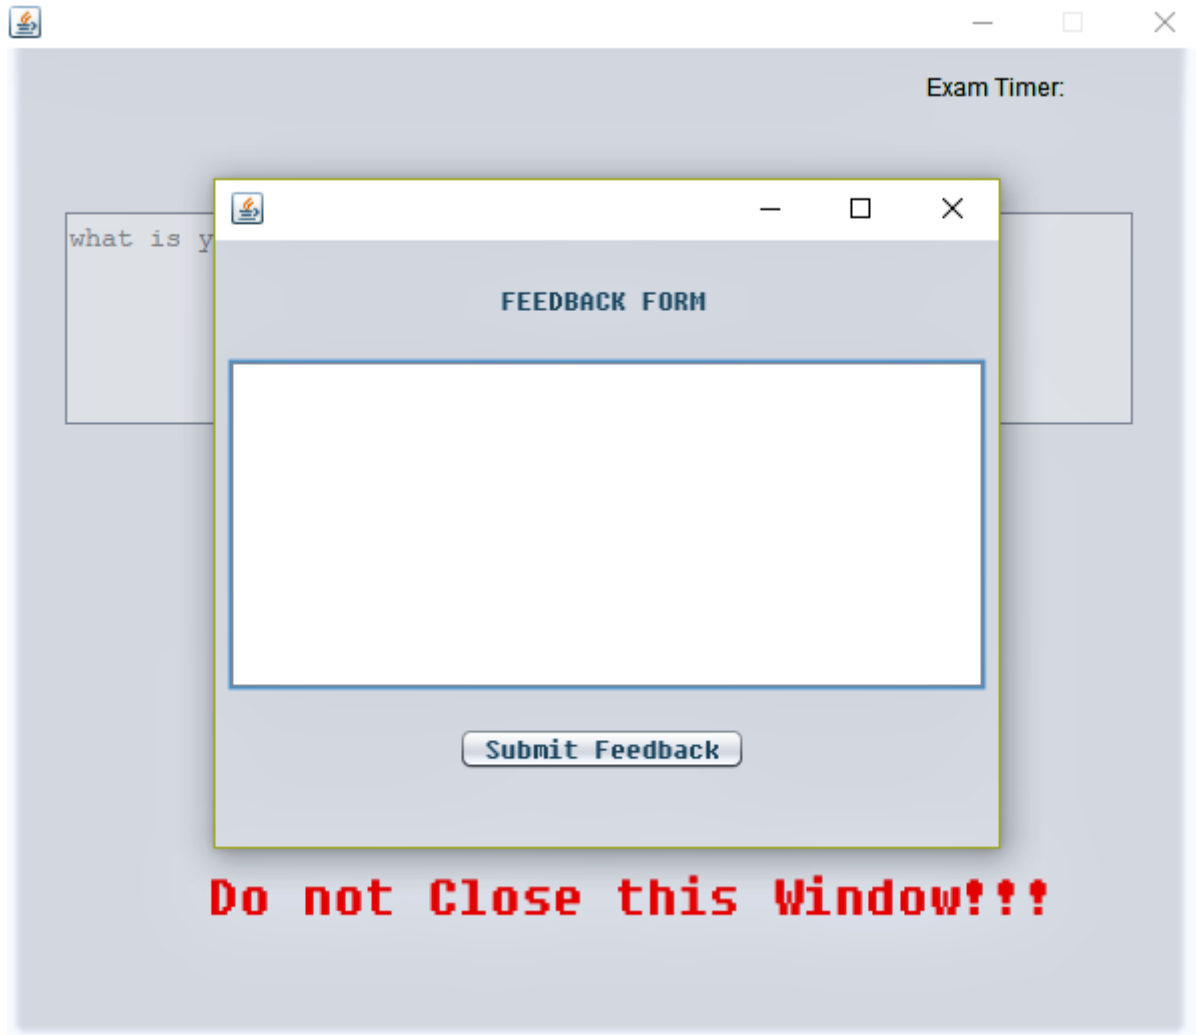 Exam Timer:
what is y
FEEDBACK FORM
Submit Feedback
Do not Close this Window!!!